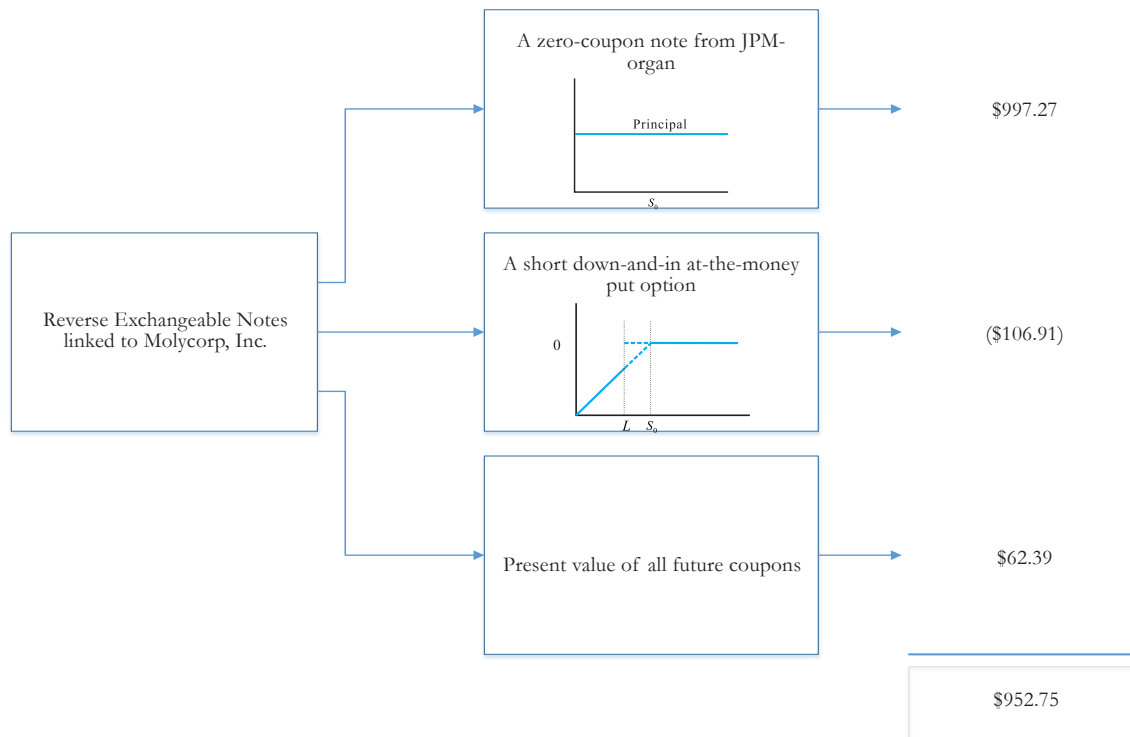 A zero-coupon note from JPM-
organ
Principal
S₀
$997.27
Reverse Exchangeable Notes
linked to Molycorp, Inc.
A short down-and-in at-the-money
put option
0
L S₀
($106.91)
Present value of all future coupons
$62.39
$952.75